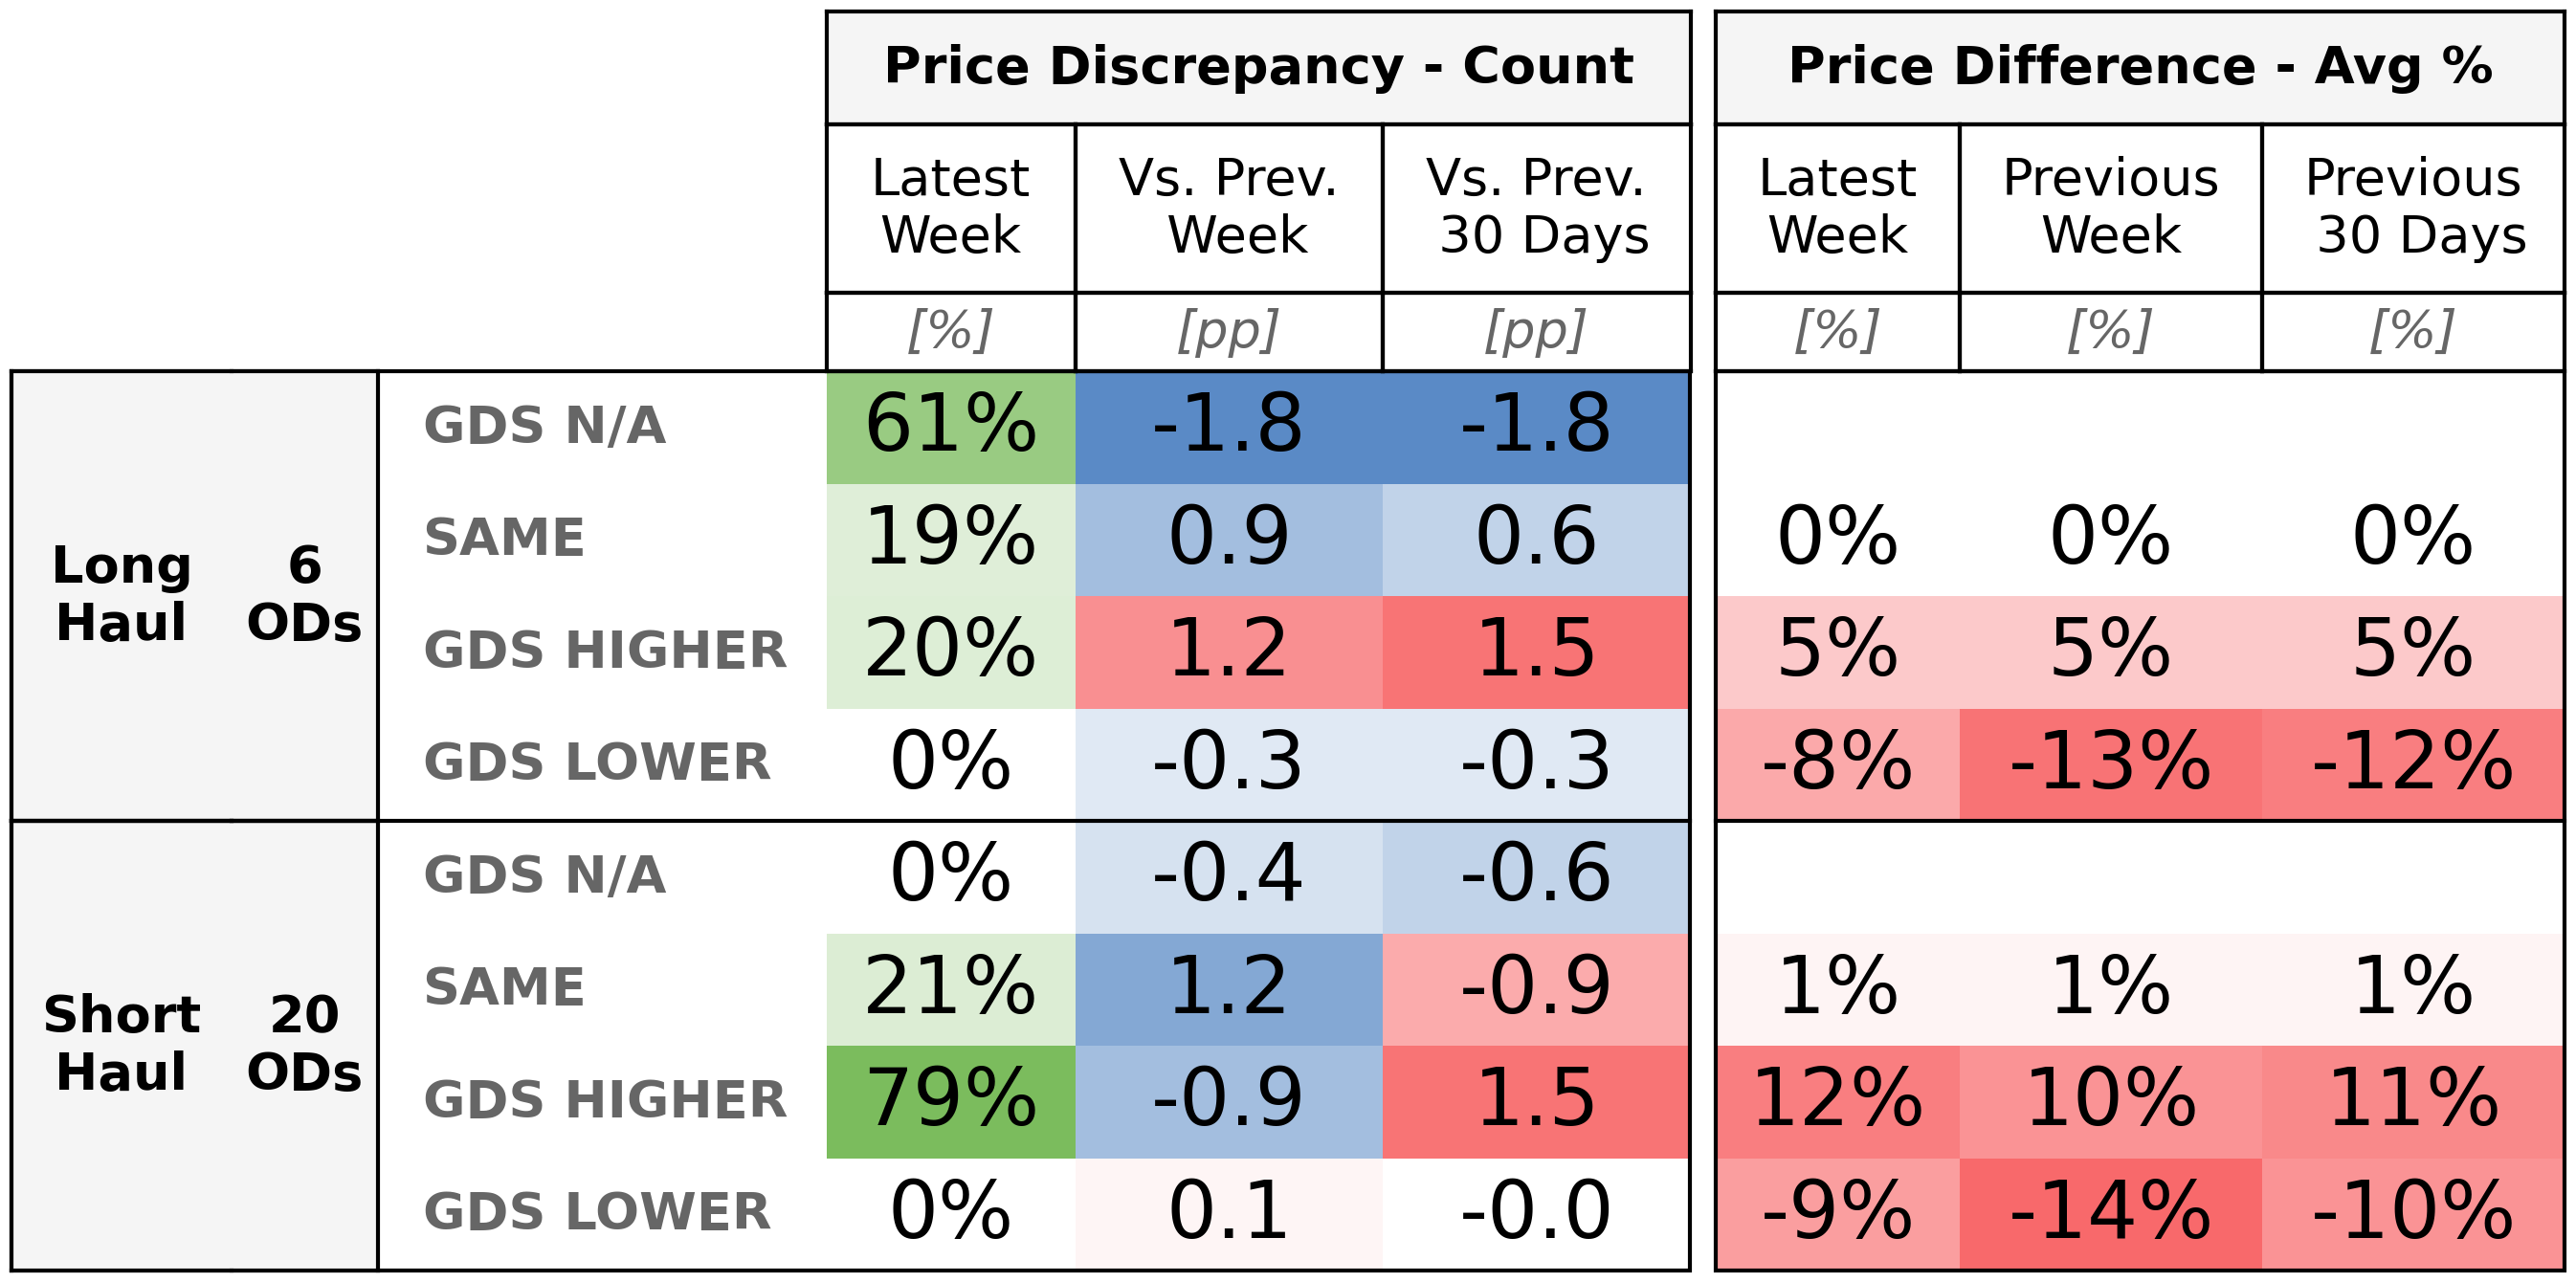 Price Discrepancy - Count Price Difference - Avg %
Latest Week Vs. Prev. Week Vs. Prev. 30 Days Latest Week Previous Week Previous 30 Days
[%] [pp] [pp] [%] [%] [%]
Long Haul 6 ODs
GDS N/A 61% -1.8 -1.8
SAME 19% 0.9 0.6 0% 0% 0%
GDS HIGHER 20% 1.2 1.5 5% 5% 5%
GDS LOWER 0% -0.3 -0.3 -8% -13% -12%
Short Haul 20 ODs
GDS N/A 0% -0.4 -0.6
SAME 21% 1.2 -0.9 1% 1% 1%
GDS HIGHER 79% -0.9 1.5 12% 10% 11%
GDS LOWER 0% 0.1 -0.0 -9% -14% -10%